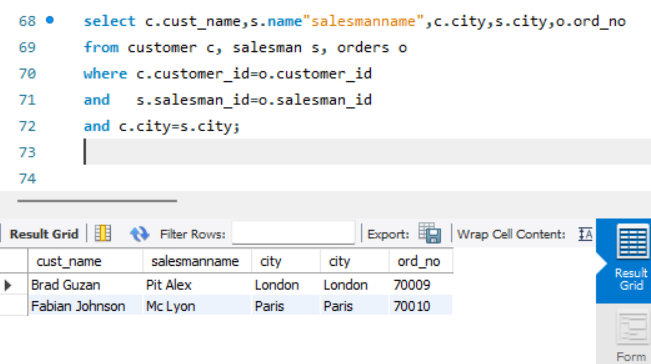 68 select c.cust_name,s.name"salesmanname",c.city,s.city,o.ord_no
69 from customer c, salesman s, orders o
70 where c.customer_id=o.customer_id
71 and s.salesman_id=o.salesman_id
72 and c.city=s.city;
73
74
Result Grid Filter Rows: Export: Wrap Cell Content: IA
cust_name salesmanname city city ord_no
Brad Guzan Pit Alex London London 70009
Fabian Johnson Mc Lyon Paris Paris 70010
Result
Grid
Form